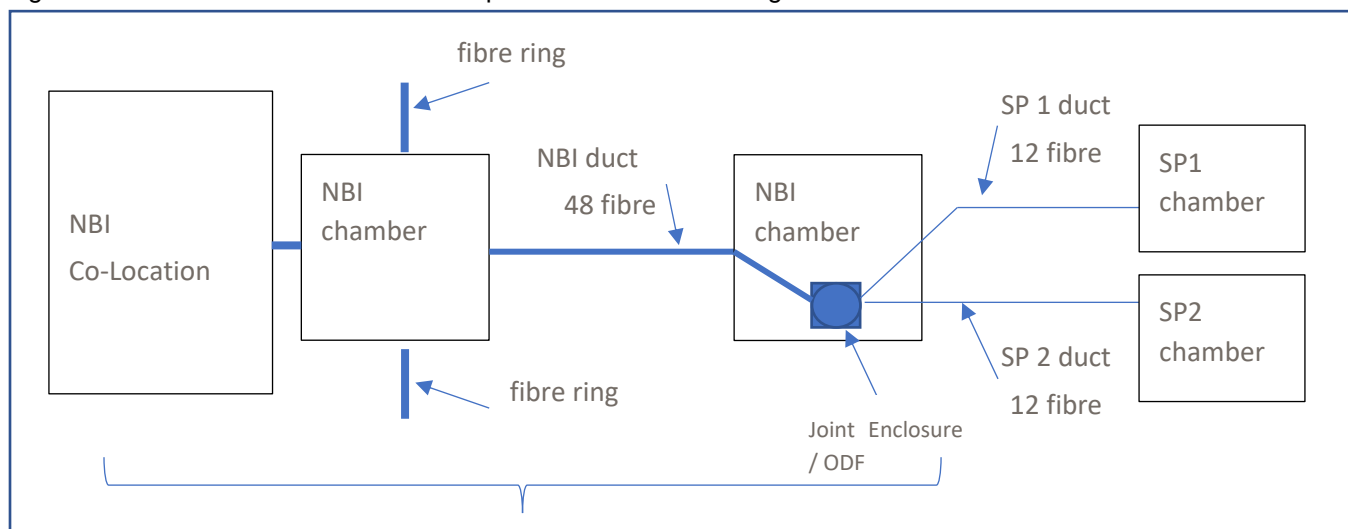 fibre ring
NBI
Co-Location
NBI
chamber
NBI duct
48 fibre
NBI
chamber
SP 1 duct
12 fibre
SP1
chamber
SP2
chamber
SP 2 duct
12 fibre
fibre ring
Joint Enclosure
/ ODF